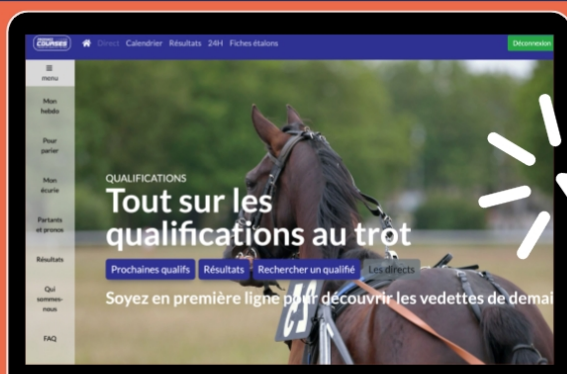 COURSES
Direct Calendrier Résultats 24H Fiches étalons
Déconnexion
menu
Mon
hebdo
Pour
parier
Mon
écurie
Partants
et pronos
Résultats
Qui
sommes-
nous
FAQ
QUALIFICATIONS
Tout sur les
qualifications au trot
Prochaines qualifs Résultats Rechercher un qualifié Les directs
Soyez en première ligne pour découvrir les vedettes de demai